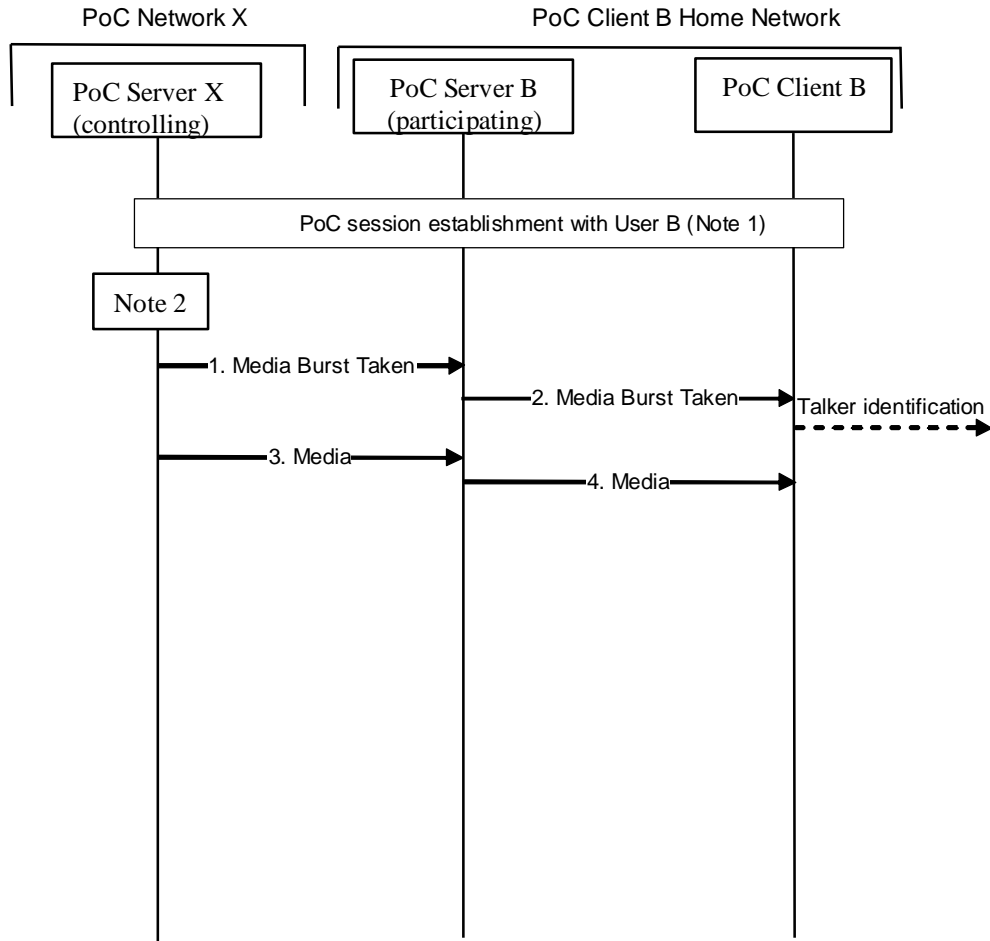 PoC Network X
PoC Client B Home Network
PoC Server X
(controlling)
PoC Server B
(participating)
PoC Client B
PoC session establishment with User B (Note 1)
Note 2
1. Media Burst Taken
2. Media Burst Taken
Talker identification
3. Media
4. Media